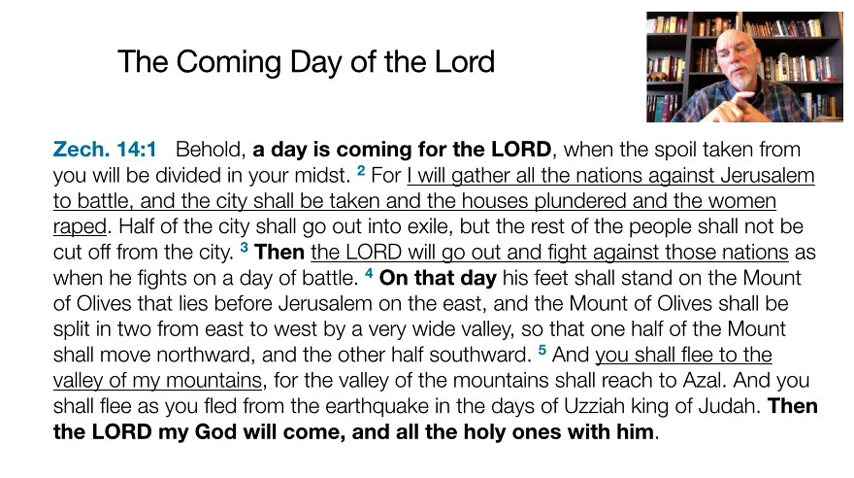 The Coming Day of the Lord
Zech. 14:1 Behold, a day is coming for the LORD, when the spoil taken from
you will be divided in your midst. 2 For I will gather all the nations against Jerusalem
to battle, and the city shall be taken and the houses plundered and the women
raped. Half of the city shall go out into exile, but the rest of the people shall not be
cut off from the city. 3 Then the LORD will go out and fight against those nations as
when he fights on a day of battle. 4 On that day his feet shall stand on the Mount
of Olives that lies before Jerusalem on the east, and the Mount of Olives shall be
split in two from east to west by a very wide valley, so that one half of the Mount
shall move northward, and the other half southward. 5 And you shall flee to the
valley of my mountains, for the valley of the mountains shall reach to Azal. And you
shall flee as you fled from the earthquake in the days of Uzziah king of Judah. Then
the LORD my God will come, and all the holy ones with him.